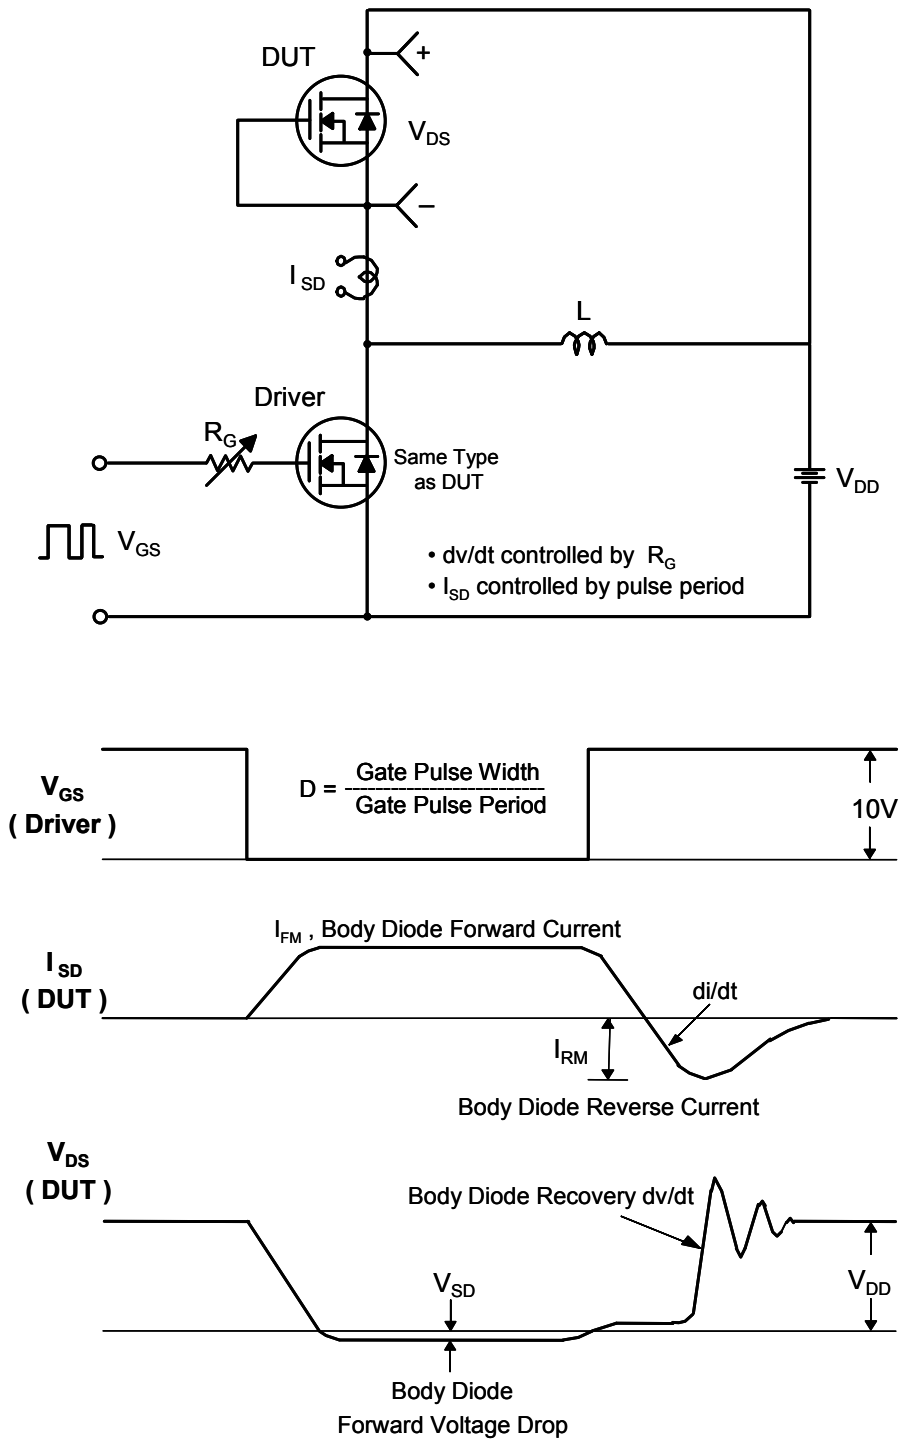 DUT
+
V_DS
–
I_SD
L
Driver
R_G
Same Type
as DUT
V_DD
V_GS
• dv/dt controlled by R_G
• I_SD controlled by pulse period
V_GS
( Driver )
D = Gate Pulse Width
--------------------------
Gate Pulse Period
10V
I_FM , Body Diode Forward Current
I_SD
( DUT )
di/dt
I_RM
Body Diode Reverse Current
V_DS
( DUT )
Body Diode Recovery dv/dt
V_SD
V_DD
Body Diode
Forward Voltage Drop